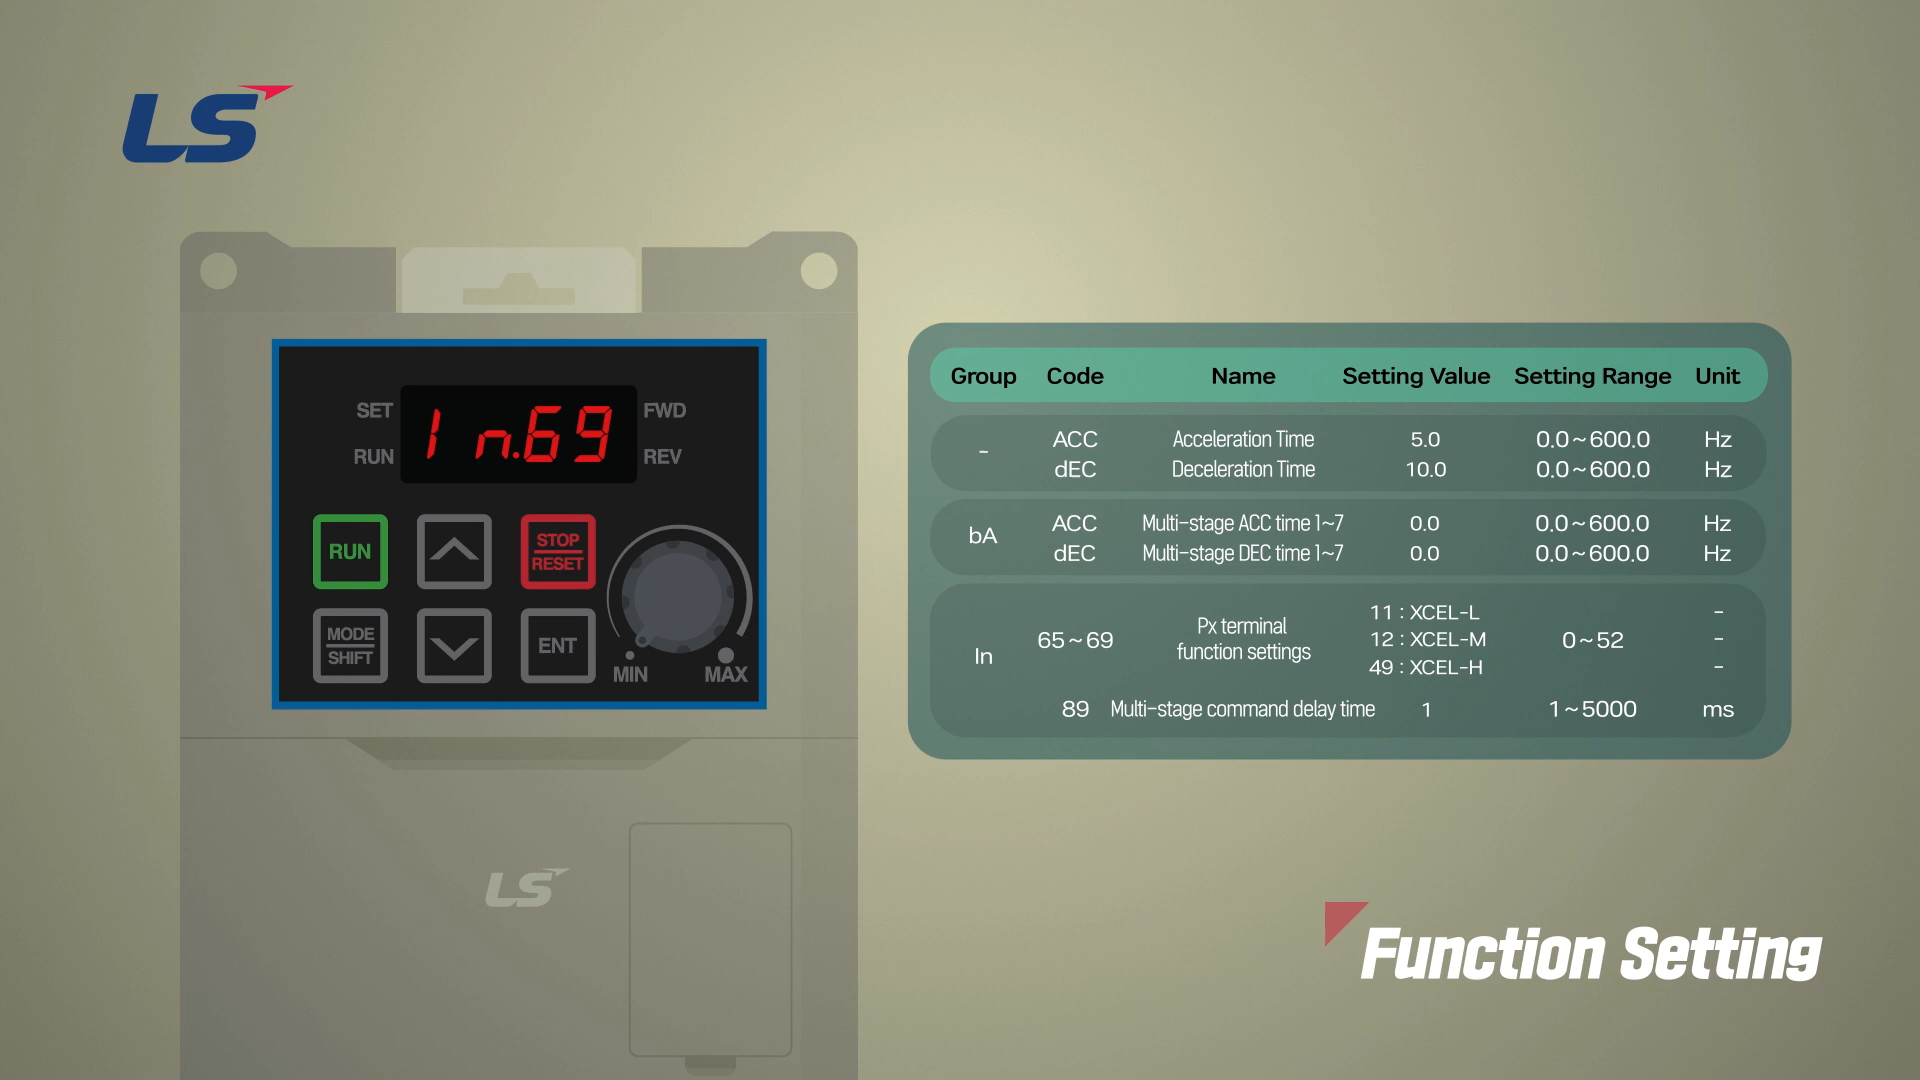 LS
SET
FWD
In.69
RUN
REV
RUN
STOP
RESET
MODE
SHIFT
ENT
MIN
MAX
LS
Group Code Name Setting Value Setting Range Unit
- ACC Acceleration Time 5.0 0.0~600.0 Hz
dEC Deceleration Time 10.0 0.0~600.0 Hz
bA ACC Multi-stage ACC time 1~7 0.0 0.0~600.0 Hz
dEC Multi-stage DEC time 1~7 0.0 0.0~600.0 Hz
In 65~69 Px terminal
function settings
11 : XCEL-L -
12 : XCEL-M 0~52 -
49 : XCEL-H -
89 Multi-stage command delay time 1 1~5000 ms
Function Setting